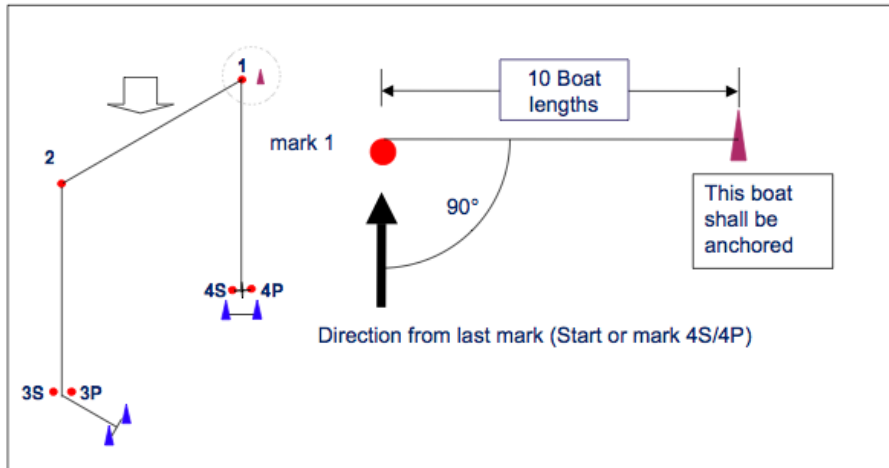 1
2
4S 4P
3S 3P
10 Boat
lengths
mark 1
90°
This boat
shall be
anchored
Direction from last mark (Start or mark 4S/4P)